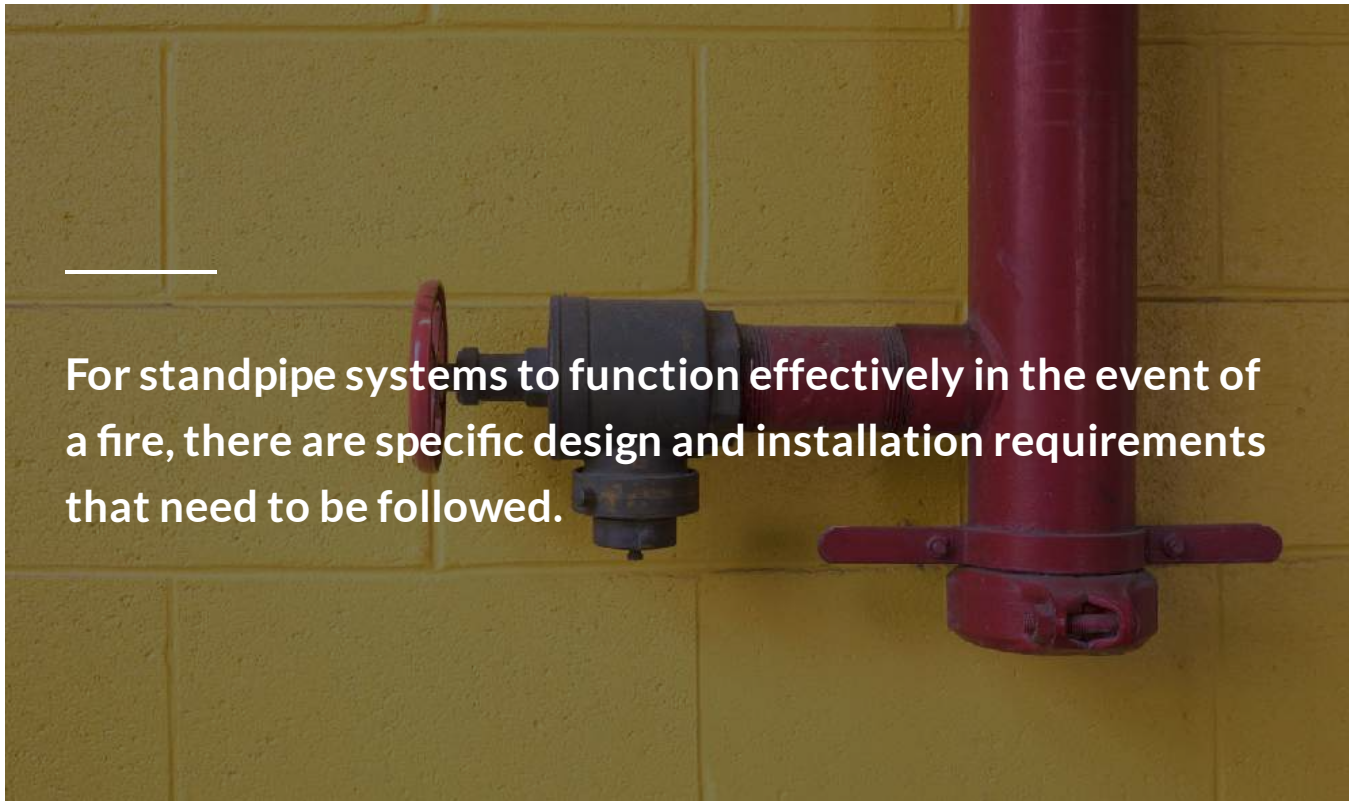 For standpipe systems to function effectively in the event of
a fire, there are specific design and installation requirements
that need to be followed.